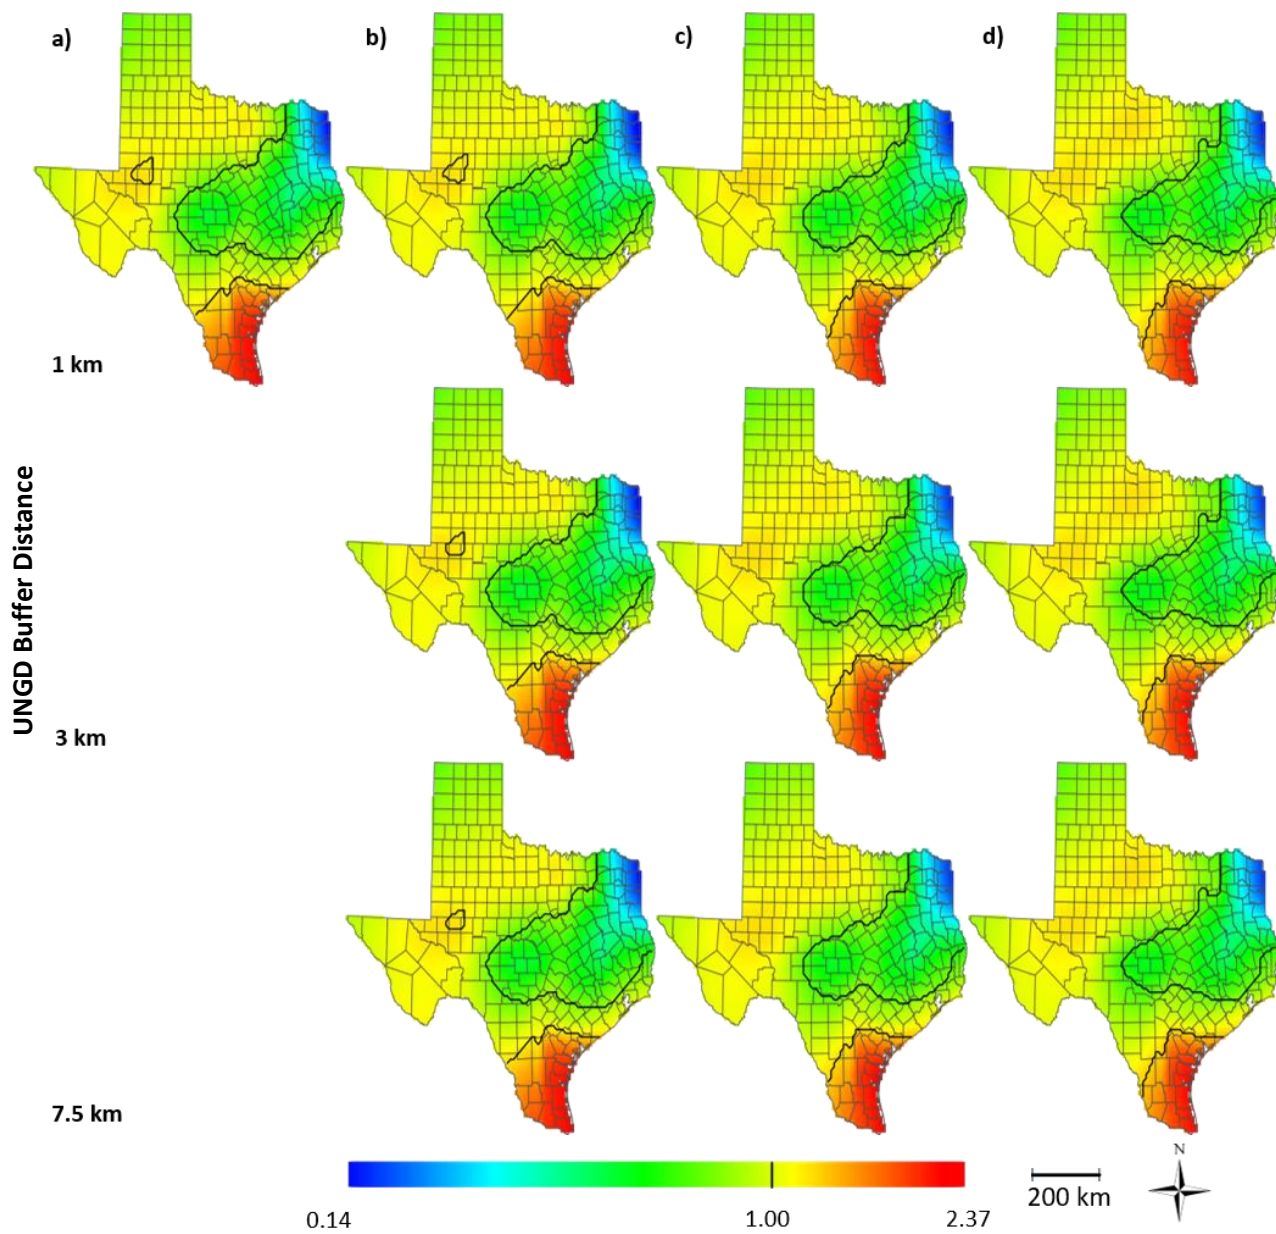 a)
b)
c)
d)
1 km
UNGD Buffer Distance
3 km
7.5 km
0.14
1.00
2.37
200 km
N